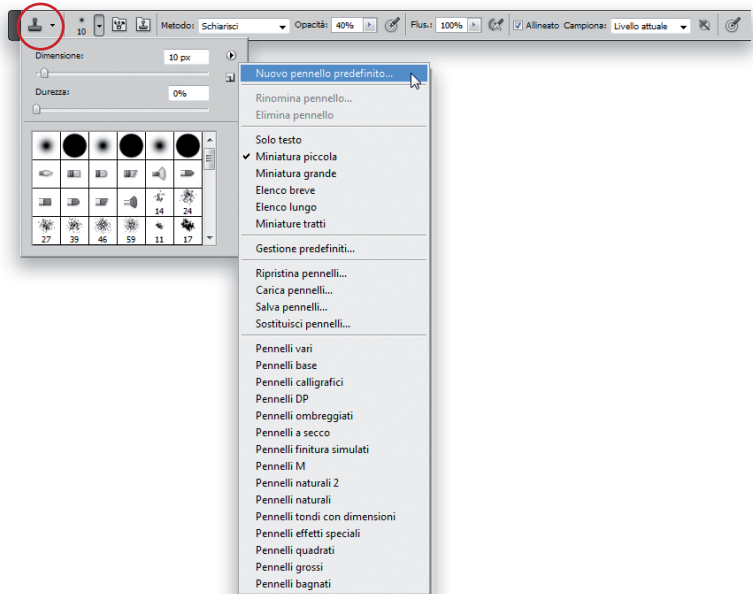 10 Metodo: Schiarisci Opacità: 40% Flus.: 100% Allineato Campiona: Livello attuale
Dimensione: 10 px
Durezza: 0%
14 24
27 39 46 59 11 17
Nuovo pennello predefinito...
Rinomina pennello...
Elimina pennello
Solo testo
Miniatura piccola
Miniatura grande
Elenco breve
Elenco lungo
Miniature tratti
Gestione predefiniti...
Ripristina pennelli...
Carica pennelli...
Salva pennelli...
Sostituisci pennelli...
Pennelli vari
Pennelli base
Pennelli calligrafici
Pennelli DP
Pennelli ombreggiati
Pennelli a secco
Pennelli finitura simulati
Pennelli M
Pennelli naturali 2
Pennelli naturali
Pennelli tondi con dimensioni
Pennelli effetti speciali
Pennelli quadrati
Pennelli grossi
Pennelli bagnati